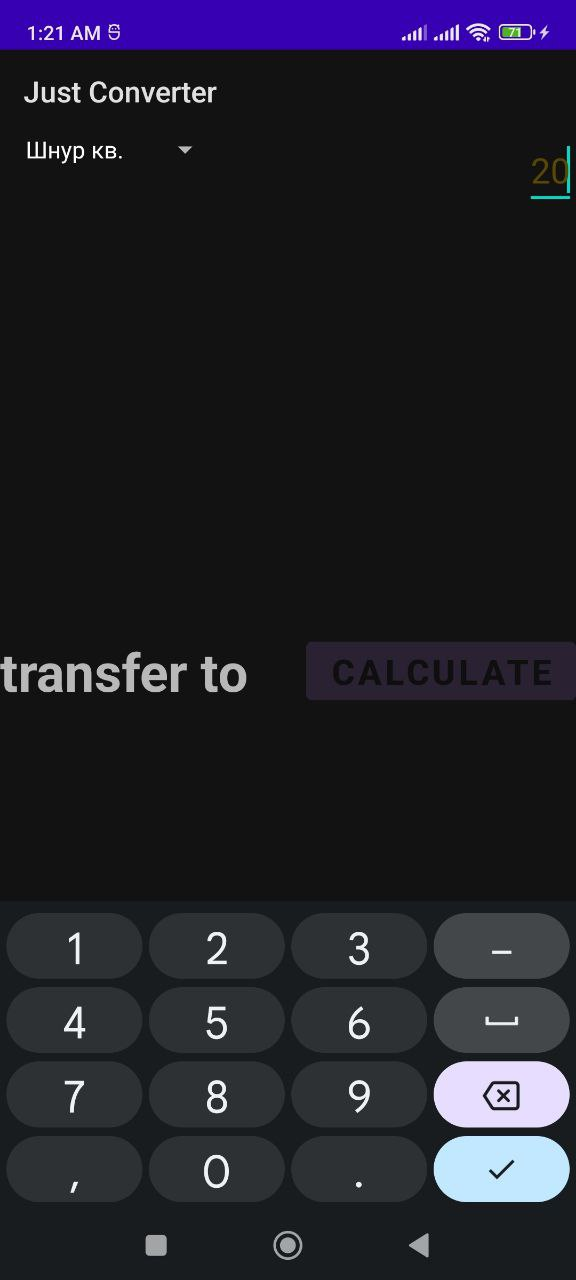 1:21 AM
71
Just Converter
Шнур кв.
20
transfer to
CALCULATE
1 2 3 –
4 5 6
7 8 9
, 0 .